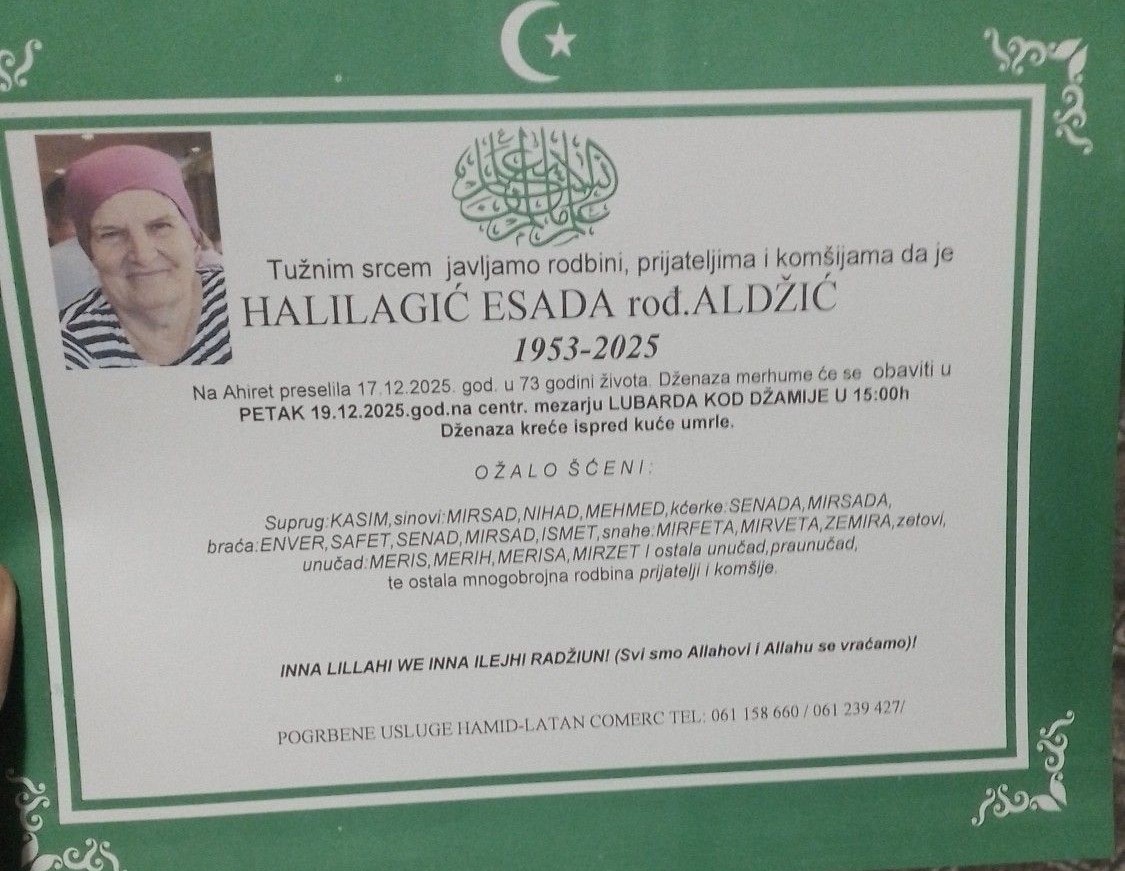 Tužnim srcem javljamo rodbini, prijateljima i komšijama da je
HALILAGIĆ ESADA rođ.ALDŽIĆ
1953-2025
Na Ahiret preselila 17.12.2025. god. u 73 godini života. Dženaza merhume će se obaviti u
PETAK 19.12.2025.god.na centr. mezarju LUBARDA KOD DŽAMIJE U 15:00h
Dženaza kreće ispred kuće umrle.
OŽALO ŠĆENI:
Suprug:KASIM,sinovi:MIRSAD,NIHAD,MEHMED,kćerke:SENADA,MIRSADA,
braća:ENVER,SAFET,SENAD,MIRSAD,ISMET,snahe:MIRFETA,MIRVETA,ZEMIRA,zetovi,
unučad:MERIS,MERIH,MERISA,MIRZET I ostala unučad,praunučad,
te ostala mnogobrojna rodbina prijatelji i komšije.
INNA LILLAHI WE INNA ILEJHI RADŽIUN! (Svi smo Allahovi i Allahu se vraćamo)!
POGRBENE USLUGE HAMID-LATAN COMERC TEL: 061 158 660 / 061 239 427/